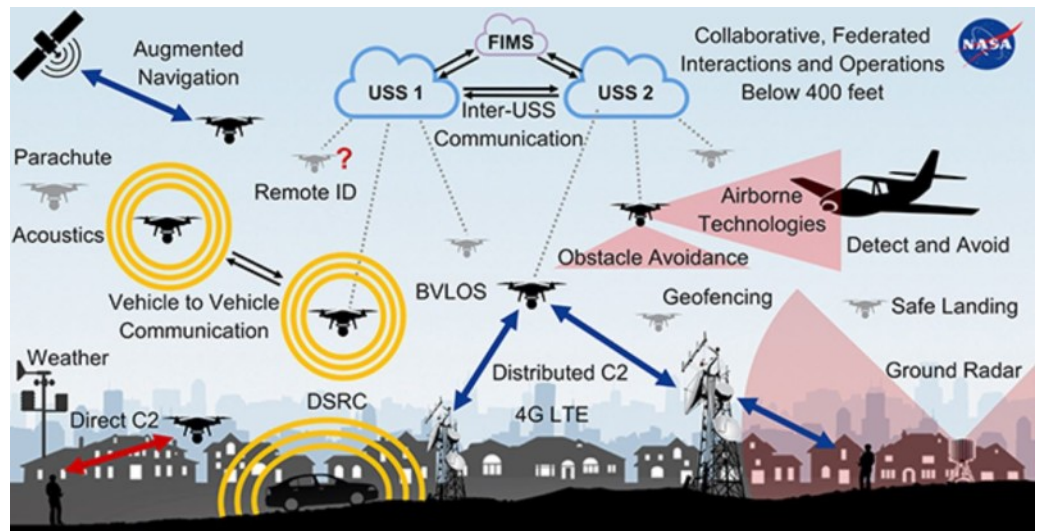 Augmented
Navigation
FIMS
USS 1
USS 2
Inter-USS
Communication
Collaborative, Federated
Interactions and Operations
Below 400 feet
NASA
Parachute
?
Remote ID
Acoustics
Airborne
Technologies
Detect and Avoid
Obstacle Avoidance
Vehicle to Vehicle
Communication
BVLOS
Geofencing
Safe Landing
Weather
Distributed C2
Ground Radar
DSRC
4G LTE
Direct C2